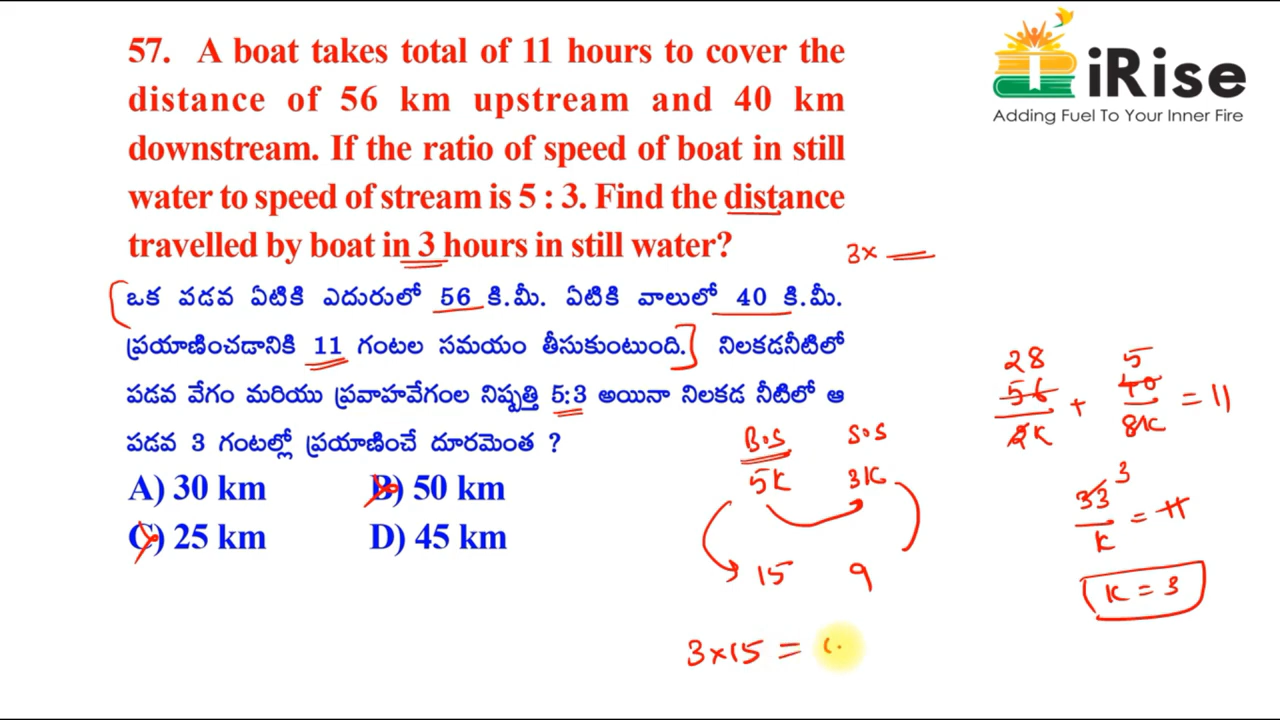 57. A boat takes total of 11 hours to cover the
distance of 56 km upstream and 40 km
downstream. If the ratio of speed of boat in still
water to speed of stream is 5 : 3. Find the distance
travelled by boat in 3 hours in still water?
iRise
Adding Fuel To Your Inner Fire
3x
ఒక పడవ ఏటికి ఎదురులో 56 కి.మీ. ఏటికి వాలులో 40 కి.మీ.
ప్రయాణించడానికి 11 గంటల సమయం తీసుకుంటుంది. నిలకడనీటిలో
పడవ వేగం మరియు ప్రవాహవేగంల నిష్పత్తి 5:3 అయినా నిలకడ నీటిలో ఆ
పడవ 3 గంటల్లో ప్రయాణించే దూరమెంత ?
A) 30 km B) 50 km
C) 25 km D) 45 km
BOS SOS
5K 3K
15 9
3×15 =
28 5
56 + 40 = 11
2K 8K
33 3
K = 11
K = 3